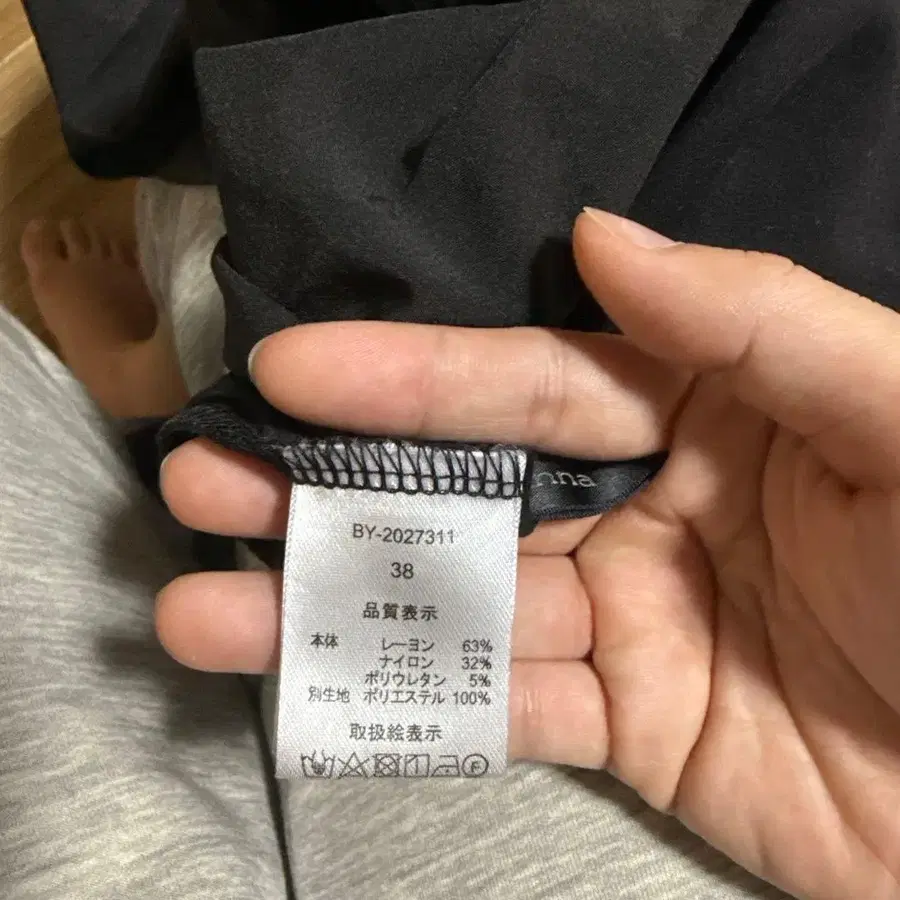 nna
BY-2027311
38
品質表示
本体 レーヨン 63%
ナイロン 32%
ポリウレタン 5%
別生地 ポリエステル 100%
取扱絵表示
F